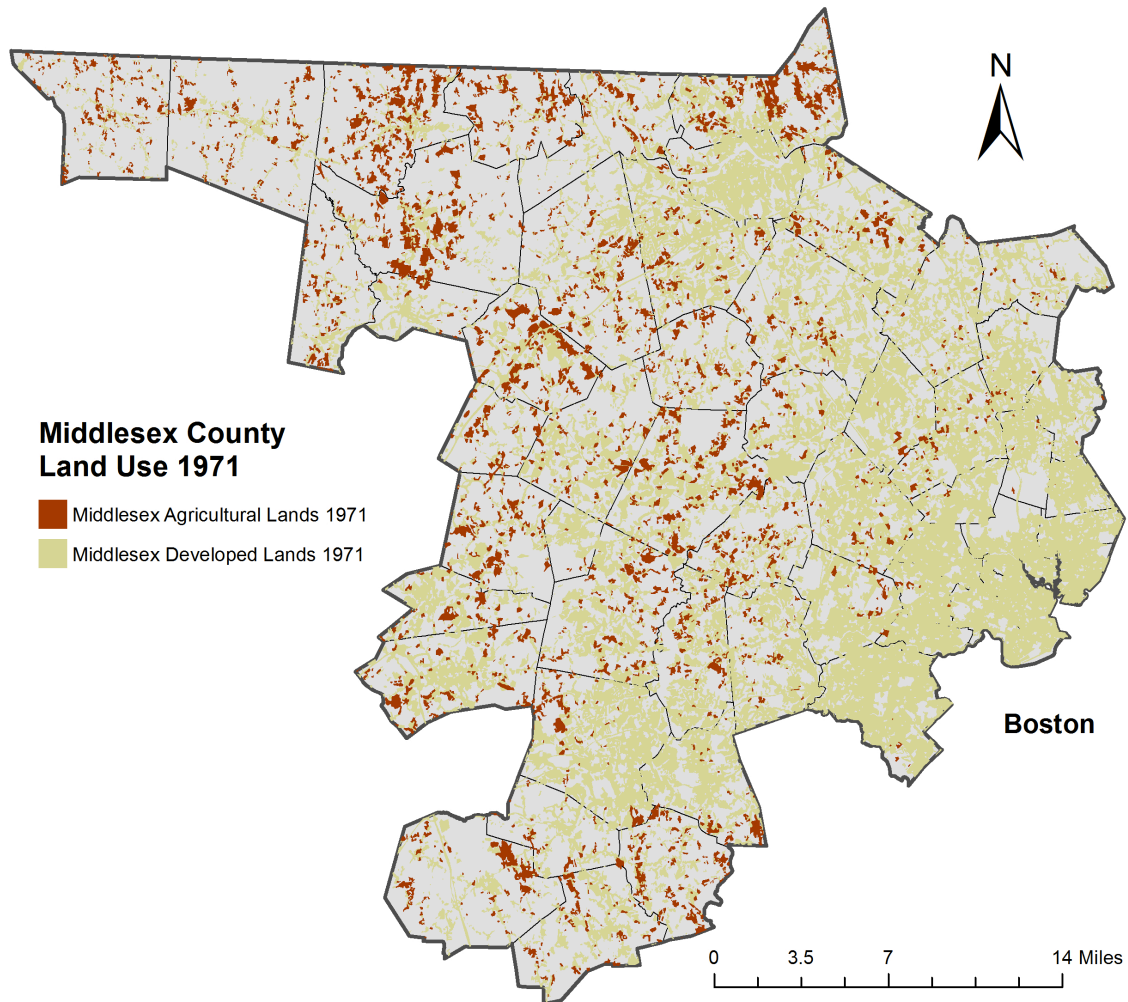 N
Middlesex County
Land Use 1971
Middlesex Agricultural Lands 1971
Middlesex Developed Lands 1971
Boston
0 3.5 7 14 Miles